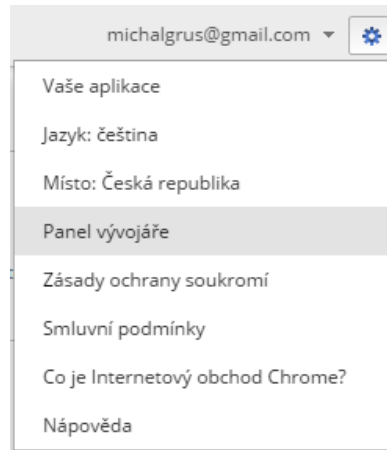 michalgrus@gmail.com
Vaše aplikace
Jazyk: čeština
Místo: Česká republika
Panel vývojáře
Zásady ochrany soukromí
Smluvní podmínky
Co je Internetový obchod Chrome?
Nápověda